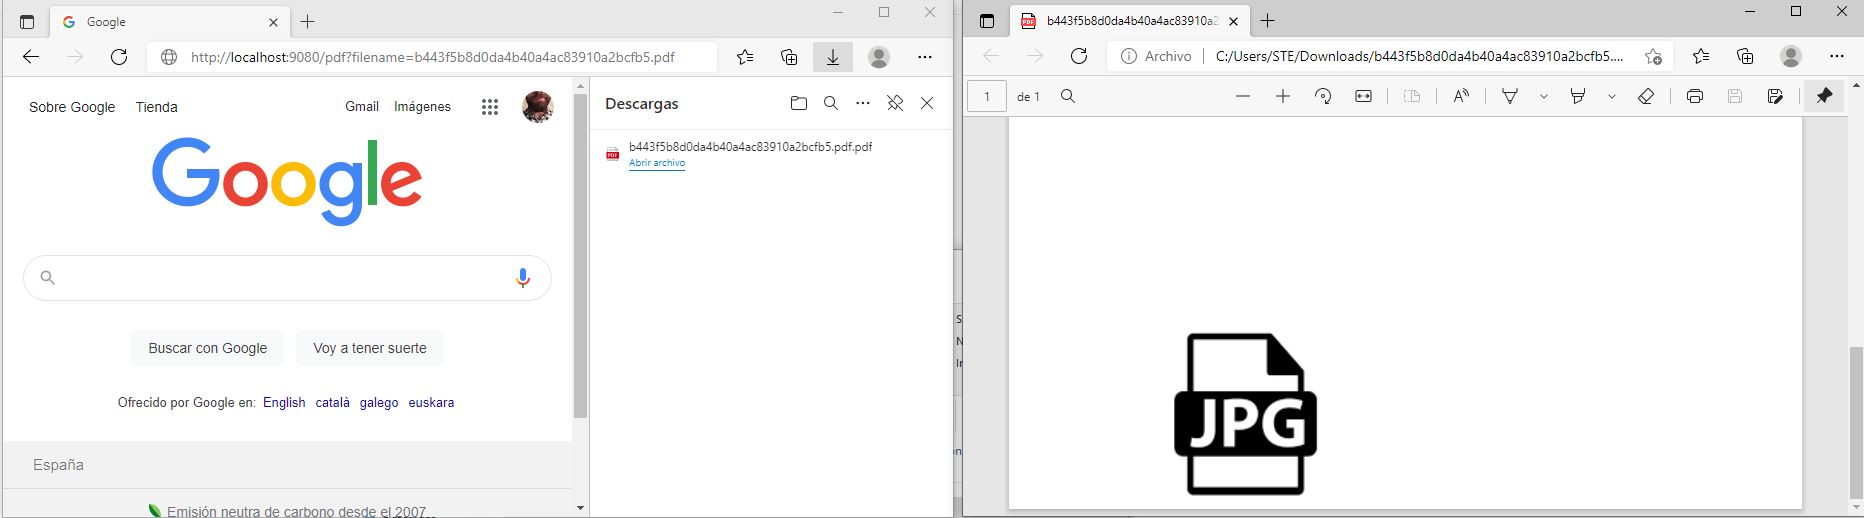 Google
b443f5b8d0da4b40a4ac83910a2
http://localhost:9080/pdf?filename=b443f5b8d0da4b40a4ac83910a2bcfb5.pdf
Archivo
C:/Users/STE/Downloads/b443f5b8d0da4b40a4ac83910a2bcfb5....
Sobre Google
Tienda
Gmail
Imágenes
Descargas
1
de 1
b443f5b8d0da4b40a4ac83910a2bcfb5.pdf.pdf
Abrir archivo
Google
Buscar con Google
Voy a tener suerte
Ofrecido por Google en: English català galego euskara
España
Emisión neutra de carbono desde el 2007
PDF
JPG